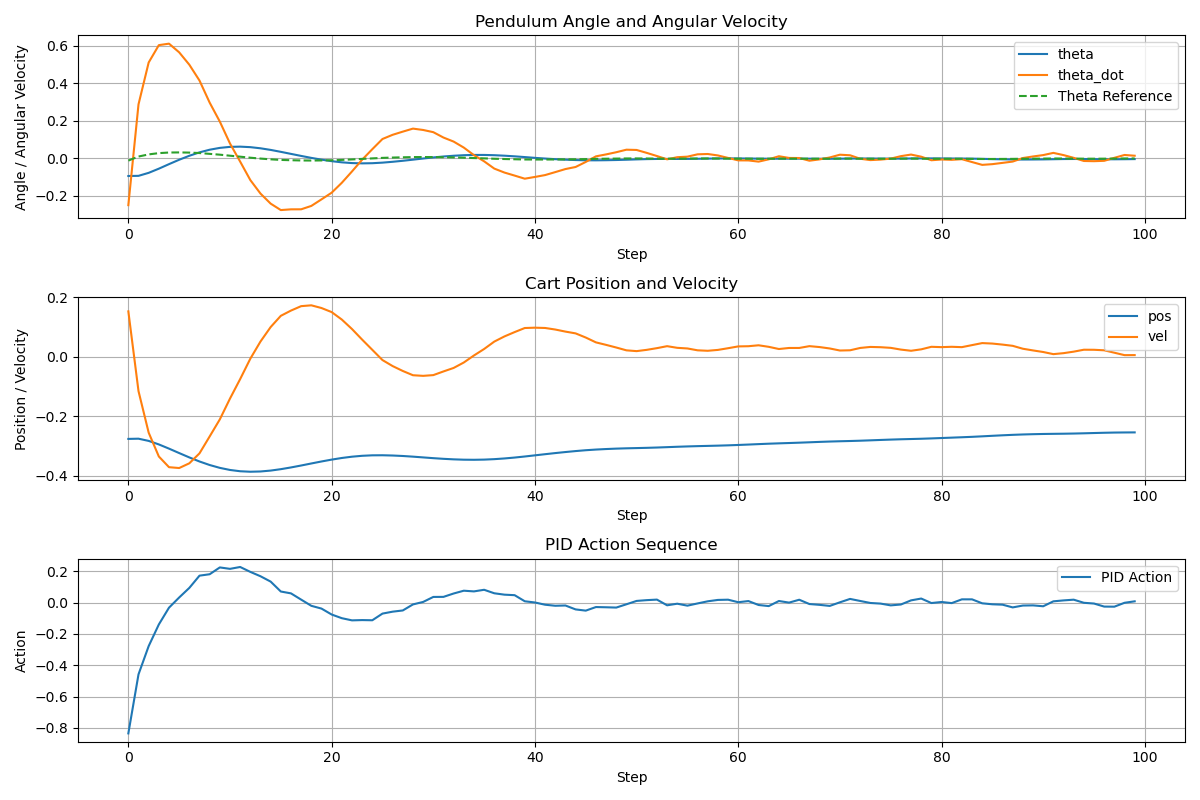 Pendulum Angle and Angular Velocity
Angle / Angular Velocity
0.6
0.4
0.2
0.0
−0.2
theta
theta_dot
Theta Reference
0 20 40 60 80 100
Step
Cart Position and Velocity
Position / Velocity
0.2
0.0
−0.2
−0.4
pos
vel
0 20 40 60 80 100
Step
PID Action Sequence
Action
0.2
0.0
−0.2
−0.4
−0.6
−0.8
PID Action
0 20 40 60 80 100
Step